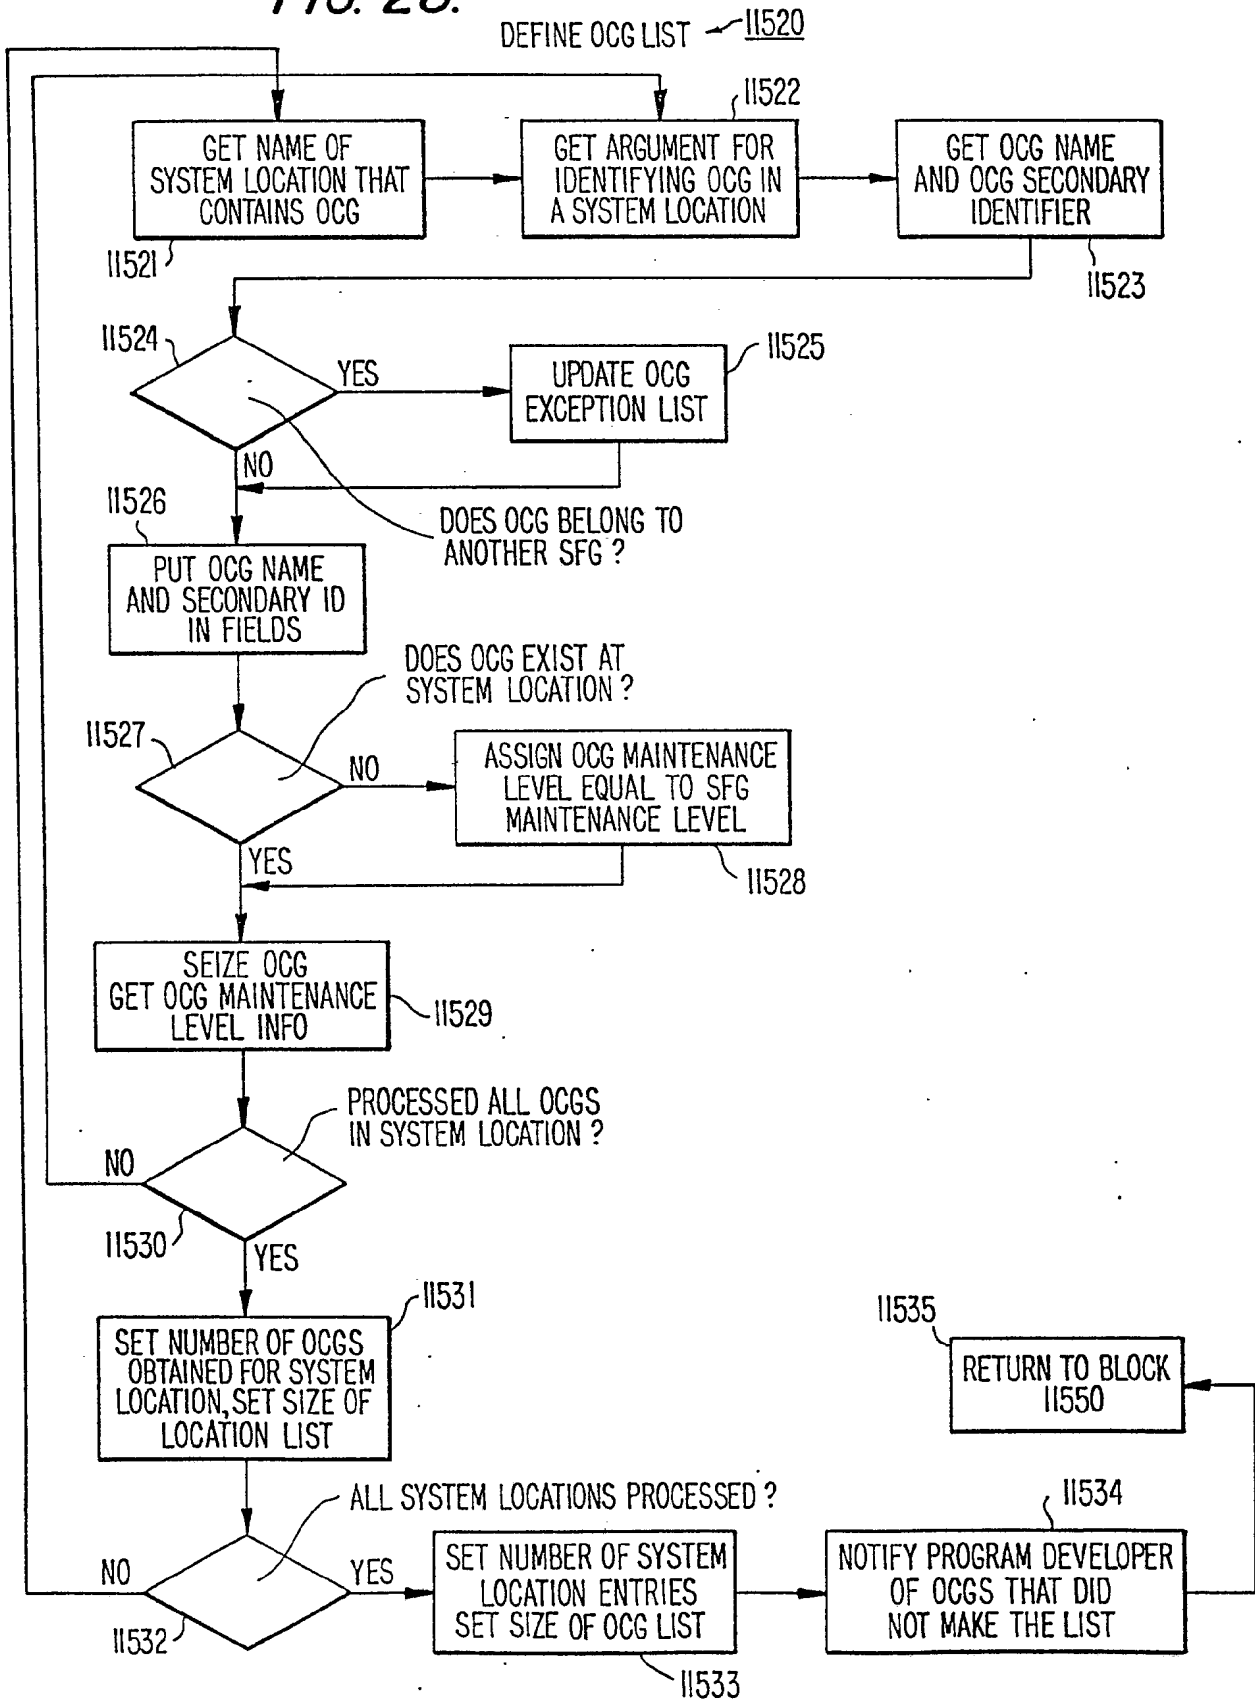 FIG. 28.
DEFINE OCG LIST 11520
11522
GET NAME OF
SYSTEM LOCATION THAT
CONTAINS OCG
GET ARGUMENT FOR
IDENTIFYING OCG IN
A SYSTEM LOCATION
GET OCG NAME
AND OCG SECONDARY
IDENTIFIER
11521
11523
11524
YES
UPDATE OCG
EXCEPTION LIST
11525
NO
11526
DOES OCG BELONG TO
ANOTHER SFG ?
PUT OCG NAME
AND SECONDARY ID
IN FIELDS
DOES OCG EXIST AT
SYSTEM LOCATION ?
11527
NO
ASSIGN OCG MAINTENANCE
LEVEL EQUAL TO SFG
MAINTENANCE LEVEL
YES
11528
SEIZE OCG
GET OCG MAINTENANCE
LEVEL INFO
11529
PROCESSED ALL OCGS
IN SYSTEM LOCATION ?
NO
11530
YES
11531
SET NUMBER OF OCGS
OBTAINED FOR SYSTEM
LOCATION, SET SIZE OF
LOCATION LIST
11535
RETURN TO BLOCK
11550
ALL SYSTEM LOCATIONS PROCESSED ?
11534
NO
YES
SET NUMBER OF SYSTEM
LOCATION ENTRIES
SET SIZE OF OCG LIST
NOTIFY PROGRAM DEVELOPER
OF OCGS THAT DID
NOT MAKE THE LIST
11532
11533